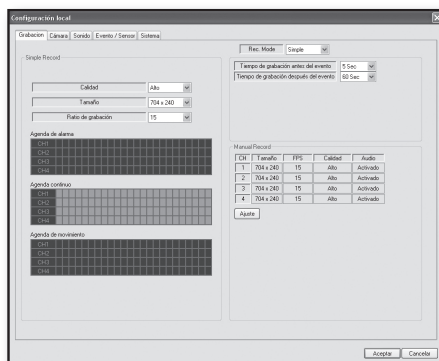 Configuración local
Grabacion Cámara Sonido Evento / Sensor Sistema
Rec. Mode Simple
Simple Record
Calidad Alto
Tamaño 704 x 240
Ratio de grabación 15
Agenda de alarma
CH1
CH2
CH3
CH4
Agenda continuo
CH1
CH2
CH3
CH4
Agenda de movimiento
CH1
CH2
CH3
CH4
Tiempo de grabación antes del evento 5 Sec
Tiempo de grabación después del evento 60 Sec
Manual Record
CH Tamaño FPS Calidad Audio
1 704 x 240 15 Alto Activado
2 704 x 240 15 Alto Activado
3 704 x 240 15 Alto Activado
4 704 x 240 15 Alto Activado
Ajuste
Aceptar Cancelar